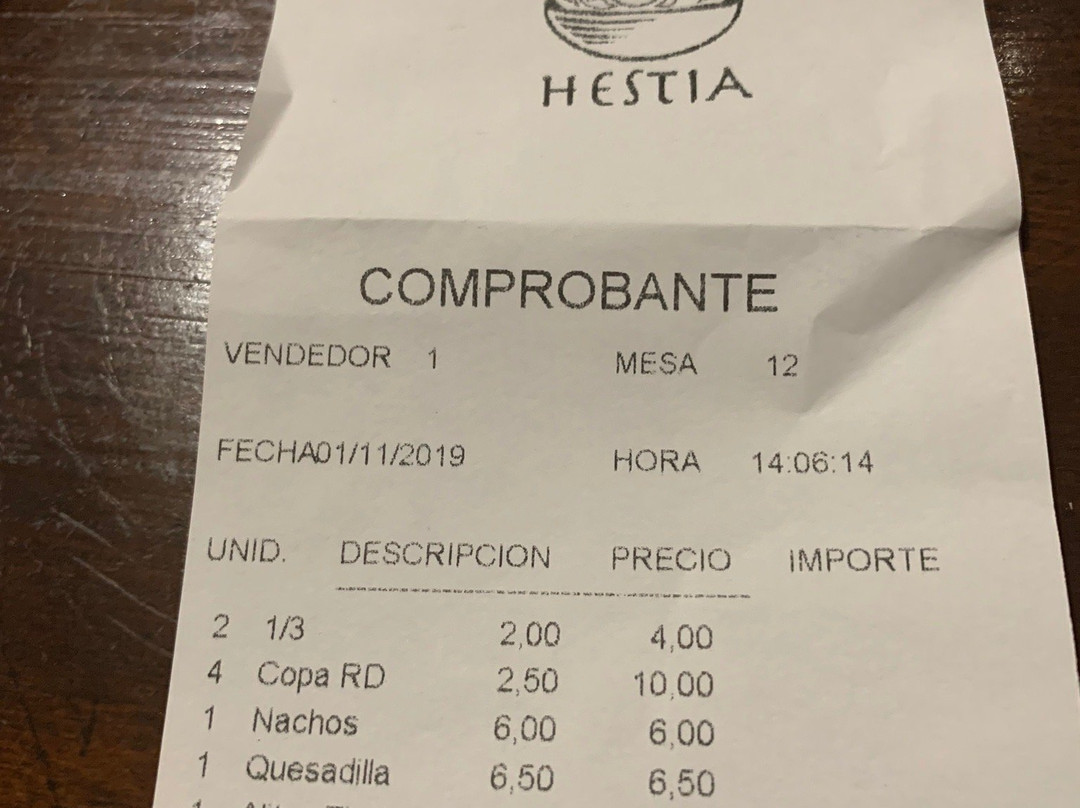 HESTIA
COMPROBANTE
VENDEDOR 1 MESA 12
FECHA01/11/2019 HORA 14:06:14
UNID. DESCRIPCION PRECIO IMPORTE
2 1/3 2,00 4,00
4 Copa RD 2,50 10,00
1 Nachos 6,00 6,00
1 Quesadilla 6,50 6,50